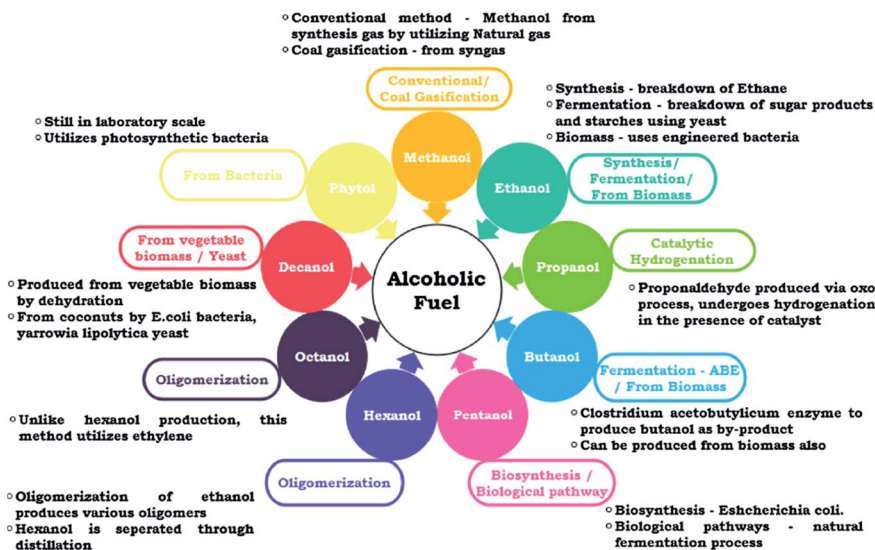 ○ Conventional method - Methanol from
synthesis gas by utilizing Natural gas
○ Coal gasification - from syngas
Conventional/
Coal Gasification
Methanol
○ Synthesis - breakdown of Ethane
○ Fermentation - breakdown of sugar products
and starches using yeast
○ Biomass - uses engineered bacteria
Synthesis/
Fermentation/
From Biomass
Ethanol
Catalytic
Hydrogenation
Propanol
○ Proponaldehyde produced via oxo
process, undergoes hydrogenation
in the presence of catalyst
Butanol
Fermentation - ABE
/ From Biomass
○ Clostridium acetobutylicum enzyme to
produce butanol as by-product
○ Can be produced from biomass also
Pentanol
Biosynthesis /
Biological pathway
○ Biosynthesis - Eshcherichia coli.
○ Biological pathways - natural
fermentation process
Hexanol
Oligomerization
○ Oligomerization of ethanol
produces various oligomers
○ Hexanol is seperated through
distillation
Octanol
Oligomerization
○ Unlike hexanol production, this
method utilizes ethylene
Decanol
From vegetable
biomass / Yeast
○ Produced from vegetable biomass
by dehydration
○ From coconuts by E.coli bacteria,
yarrowia lipolytica yeast
Phytol
From Bacteria
○ Still in laboratory scale
○ Utilizes photosynthetic bacteria
Alcoholic
Fuel